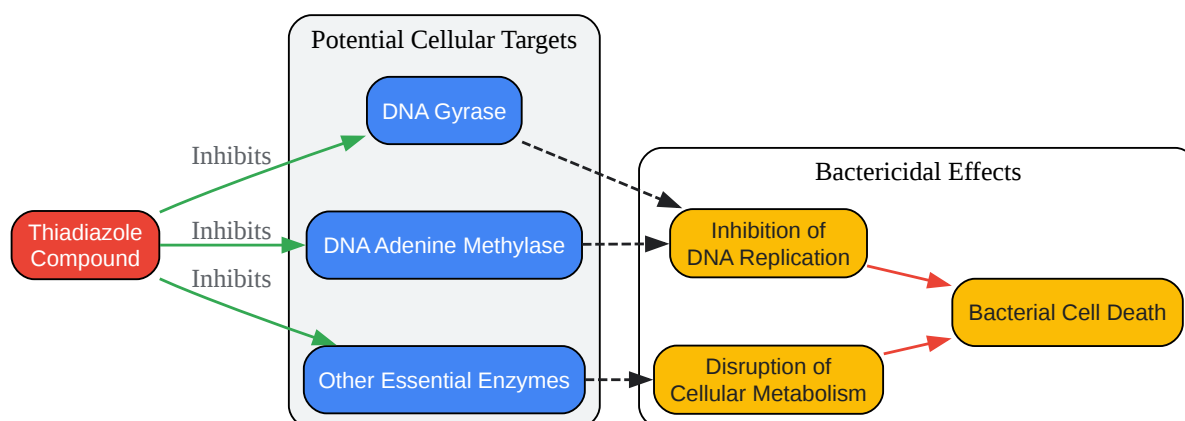 Potential Cellular Targets
DNA Gyrase
Inhibits
Bactericidal Effects
Thiadiazole
Compound
Inhibits
DNA Adenine Methylase
Inhibition of
DNA Replication
Inhibits
Bacterial Cell Death
Other Essential Enzymes
Disruption of
Cellular Metabolism